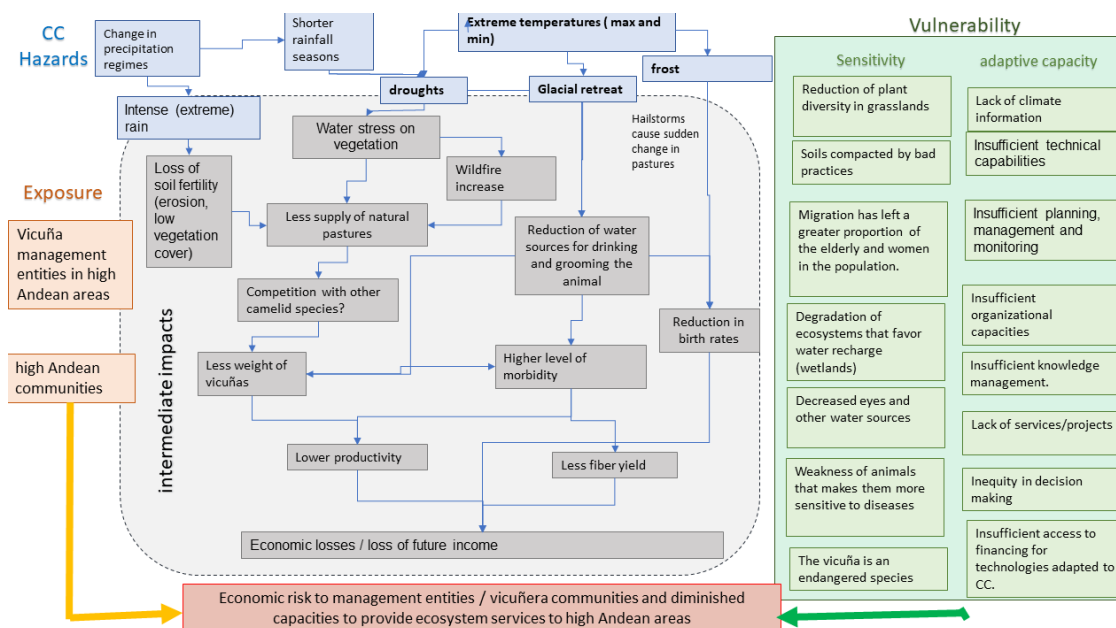 CC
Hazards
Change in
precipitation
regimes
Shorter
rainfall
seasons
Extreme temperatures ( max and
min)
frost
droughts
Glacial retreat
Intense (extreme)
rain
Hailstorms
cause sudden
change in
pastures
Water stress on
vegetation
Wildfire
increase
Loss of
soil fertility
(erosion,
low
vegetation
cover)
Less supply of natural
pastures
Reduction of water
sources for drinking
and grooming the
animal
Competition with other
camelid species?
Reduction in
birth rates
Less weight of
vicuñas
Higher level of
morbidity
Lower productivity
Less fiber yield
Economic losses / loss of future income
intermediate impacts
Exposure
Vicuña
management
entities in high
Andean areas
high Andean
communities
Economic risk to management entities / vicuñera communities and diminished
capacities to provide ecosystem services to high Andean areas
Vulnerability
Sensitivity
Reduction of plant
diversity in grasslands
Soils compacted by bad
practices
Migration has left a
greater proportion of
the elderly and women
in the population.
Degradation of
ecosystems that favor
water recharge
(wetlands)
Decreased eyes and
other water sources
Weakness of animals
that makes them more
sensitive to diseases
The vicuña is an
endangered species
adaptive capacity
Lack of climate
information
Insufficient technical
capabilities
Insufficient planning,
management and
monitoring
Insufficient
organizational
capacities
Insufficient knowledge
management.
Lack of services/projects
Inequity in decision
making
Insufficient access to
financing for
technologies adapted to
CC.